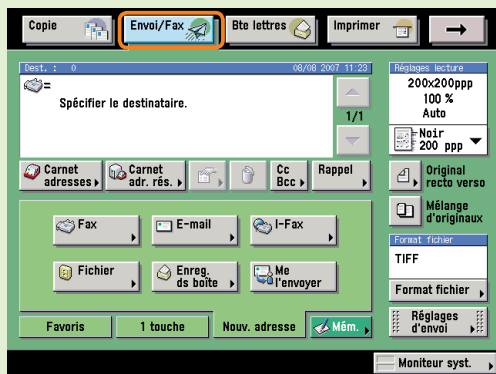 Copie
Envoi/Fax
Bte lettres
Imprimer
Dest. : 0
08/08 2007 11:23
Spécifier le destinataire.
1/1
Carnet
adresses
Carnet
adr. rés.
Cc
Bcc
Rappel
Fax
E-mail
I-Fax
Fichier
Enreg.
ds boîte
Me
l'envoyer
Favoris
1 touche
Nouv. adresse
Mém.
Réglages lecture
200x200ppp
100 %
Auto
Noir
200 ppp
Original
recto verso
Mélange
d'originaux
Format fichier
TIFF
Format fichier
Réglages
d'envoi
Moniteur syst.